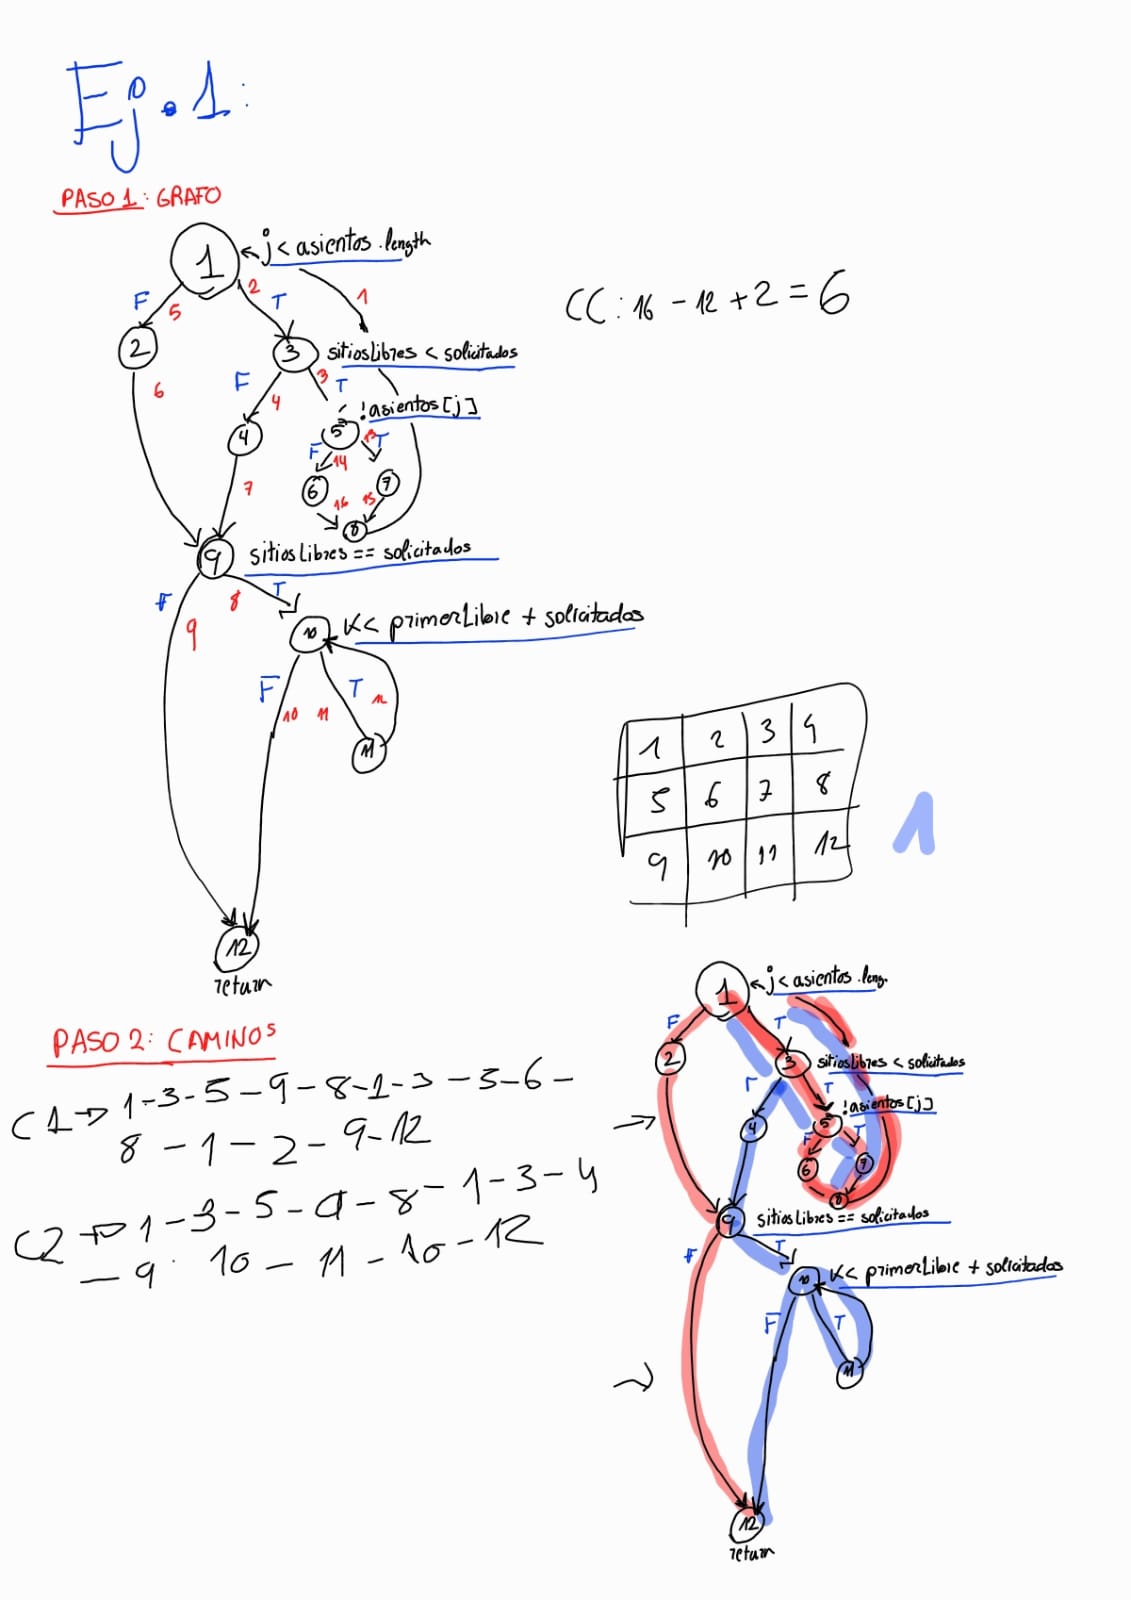 Ej.1:
PASO 1: GRAFO
1
j < asientos.length
F
5
2
T
1
CC: 16 - 12 + 2 = 6
2
6
3
sitiosLibres < solicitados
F
4
3
T
!asientos[j]
4
5
F
14
13
T
7
6
16
15
7
8
9
sitiosLibres == solicitados
F
8
T
9
10
K < primerLibre + solicitados
F
10
11
T
12
11
12
return
1 2 3 4
5 6 7 8
9 10 11 12
1
PASO 2: CAMINOS
C1 → 1-3-5-9-8-1-3-5-6-
8-1-2-9-12
C2 → 1-3-5-9-8-1-3-4
-9 10-11-10-12
1
j < asientos.leng.
F
T
2
3
sitiosLibres < solicitados
F
T
!asientos[j]
4
5
F
T
6
7
8
9
sitiosLibres == solicitados
F
T
10
K < primerLibre + solicitados
F
T
11
12
return